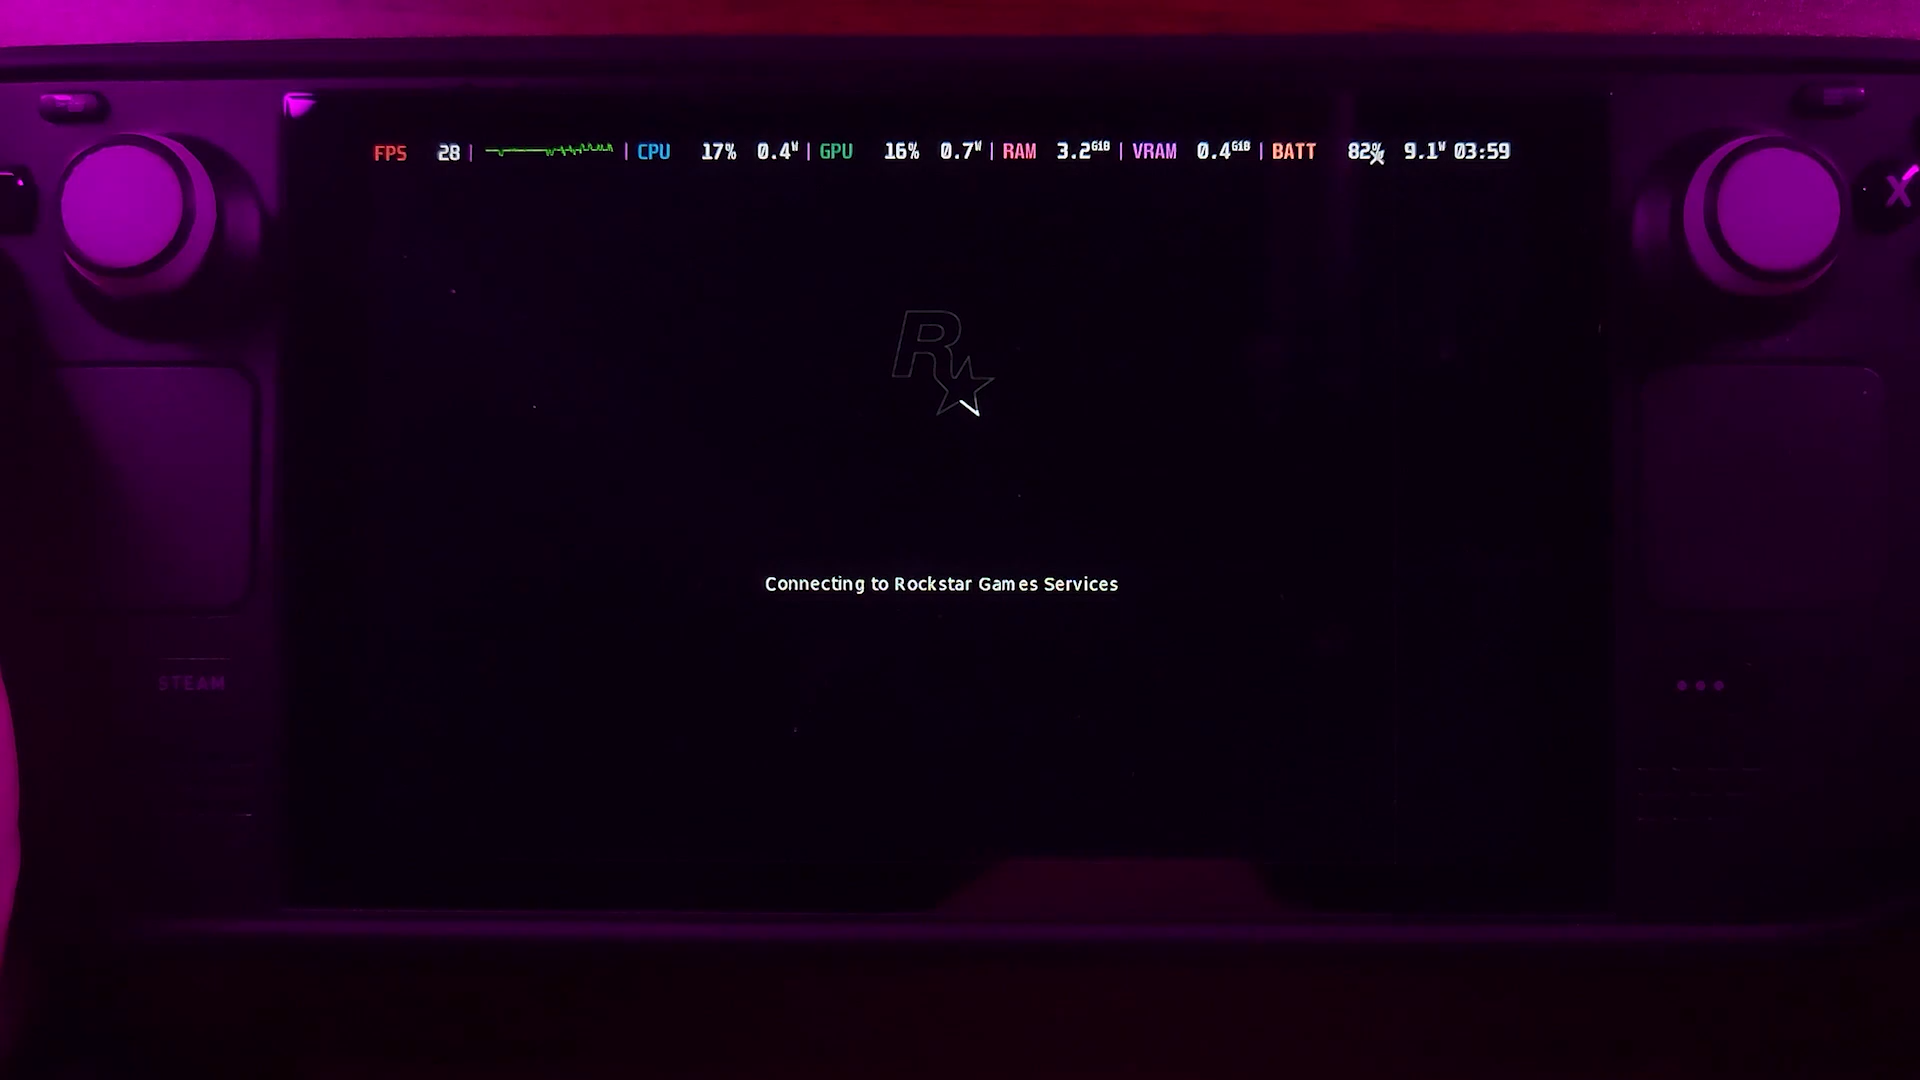 FPS 28 | | CPU 17% 0.4W | GPU 16% 0.7W | RAM 3.2GiB | VRAM 0.4GiB | BATT 82% 9.1W 03:59
X
R
Connecting to Rockstar Games Services
STEAM